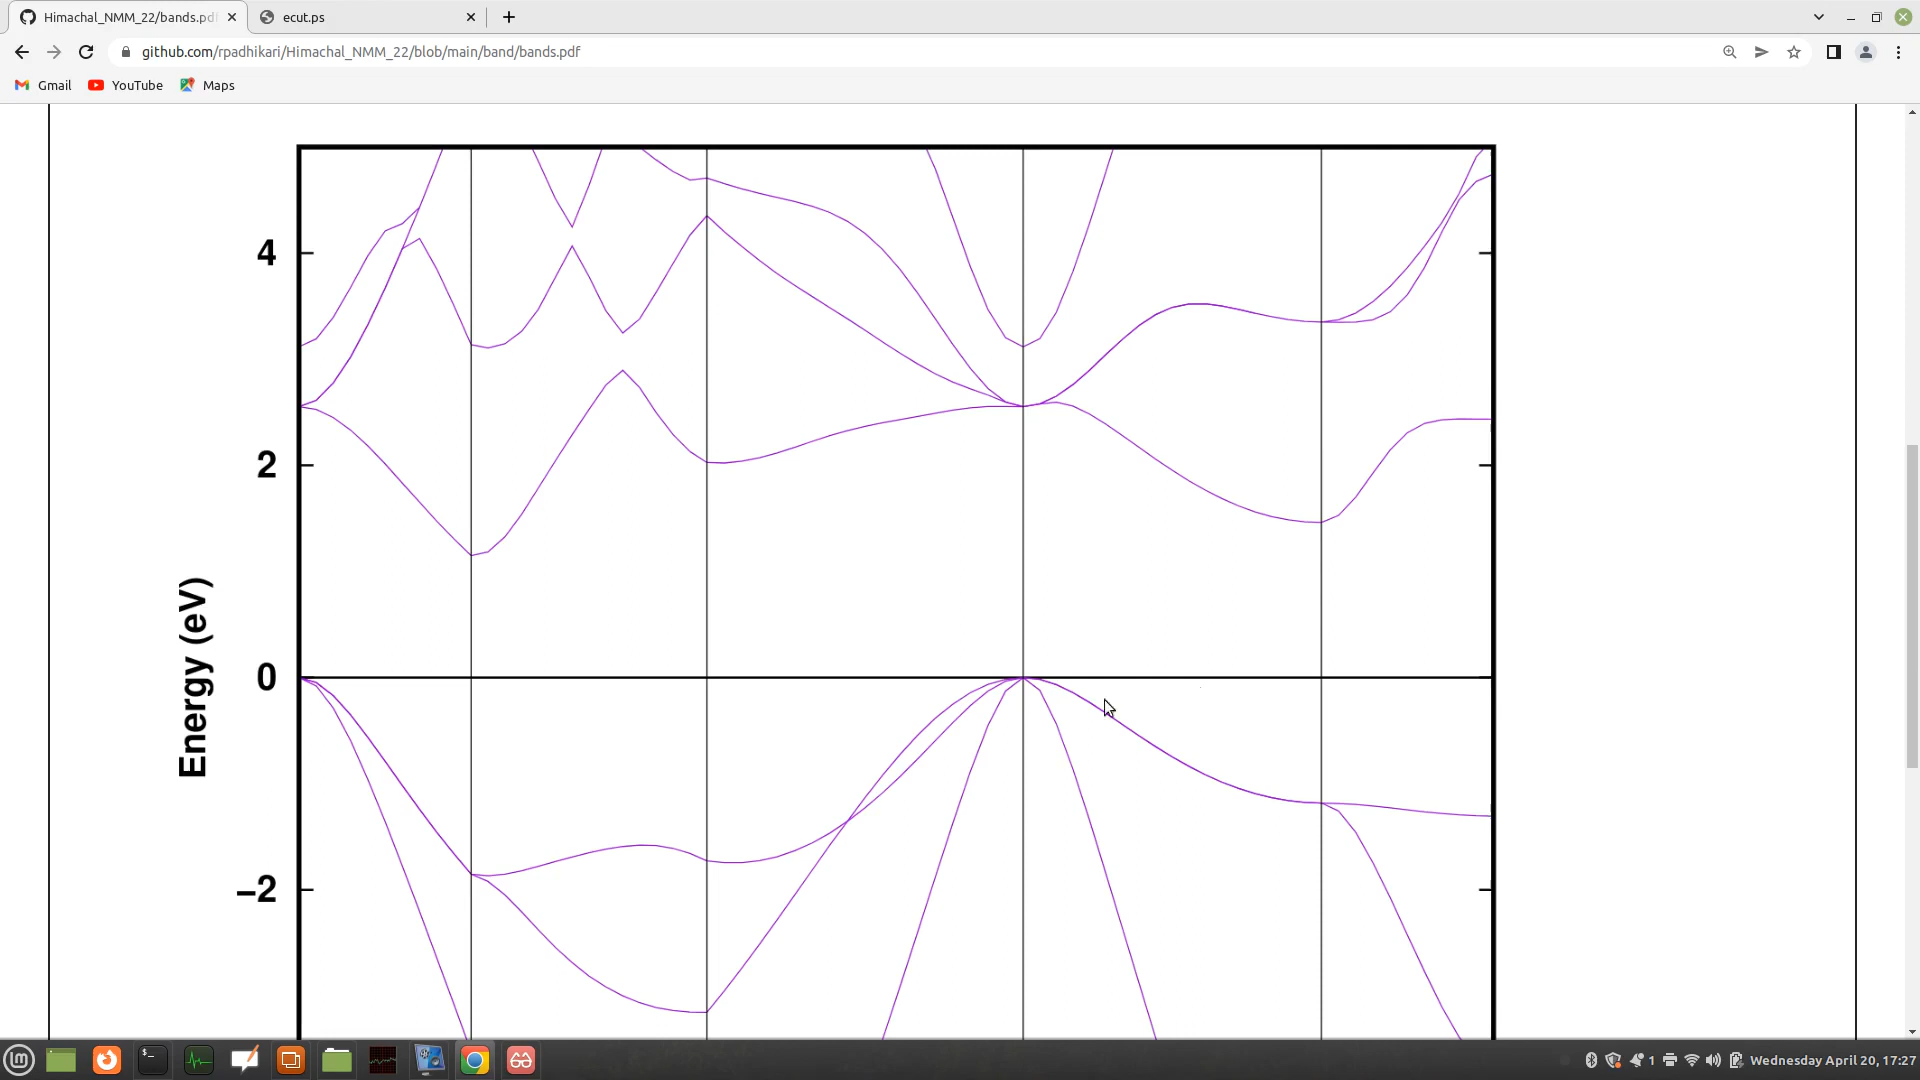 Himachal_NMM_22/bands.pdf
ecut.ps
github.com/rpadhikari/Himachal_NMM_22/blob/main/band/bands.pdf
Gmail YouTube Maps
4
2
Energy (eV)
0
−2
1 Wednesday April 20, 17:27